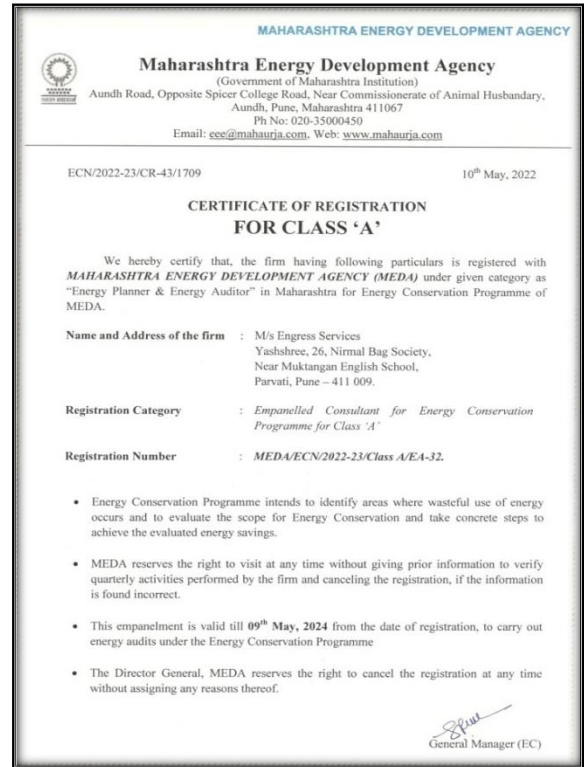 MAHARASHTRA ENERGY DEVELOPMENT AGENCY
Maharashtra Energy Development Agency
(Government of Maharashtra Institution)
Aundh Road, Opposite Spicer College Road, Near Commissionerate of Animal Husbandary,
Aundh, Pune, Maharashtra 411067
Ph No: 020-35000450
Email: eee@mahaurja.com, Web: www.mahaurja.com
ECN/2022-23/CR-43/1709
10th May, 2022
CERTIFICATE OF REGISTRATION
FOR CLASS ‘A’
We hereby certify that, the firm having following particulars is registered with
MAHARASHTRA ENERGY DEVELOPMENT AGENCY (MEDA) under given category as
“Energy Planner & Energy Auditor” in Maharashtra for Energy Conservation Programme of
MEDA.
Name and Address of the firm : M/s Engress Services
Yashshree, 26, Nirmal Bag Society,
Near Muktangan English School,
Parvati, Pune – 411 009.
Registration Category : Empanelled Consultant for Energy Conservation
Programme for Class ‘A’
Registration Number : MEDA/ECN/2022-23/Class A/EA-32.
• Energy Conservation Programme intends to identify areas where wasteful use of energy
occurs and to evaluate the scope for Energy Conservation and take concrete steps to
achieve the evaluated energy savings.
• MEDA reserves the right to visit at any time without giving prior information to verify
quarterly activities performed by the firm and canceling the registration, if the information
is found incorrect.
• This empanelment is valid till 09th May, 2024 from the date of registration, to carry out
energy audits under the Energy Conservation Programme
• The Director General, MEDA reserves the right to cancel the registration at any time
without assigning any reasons thereof.
General Manager (EC)